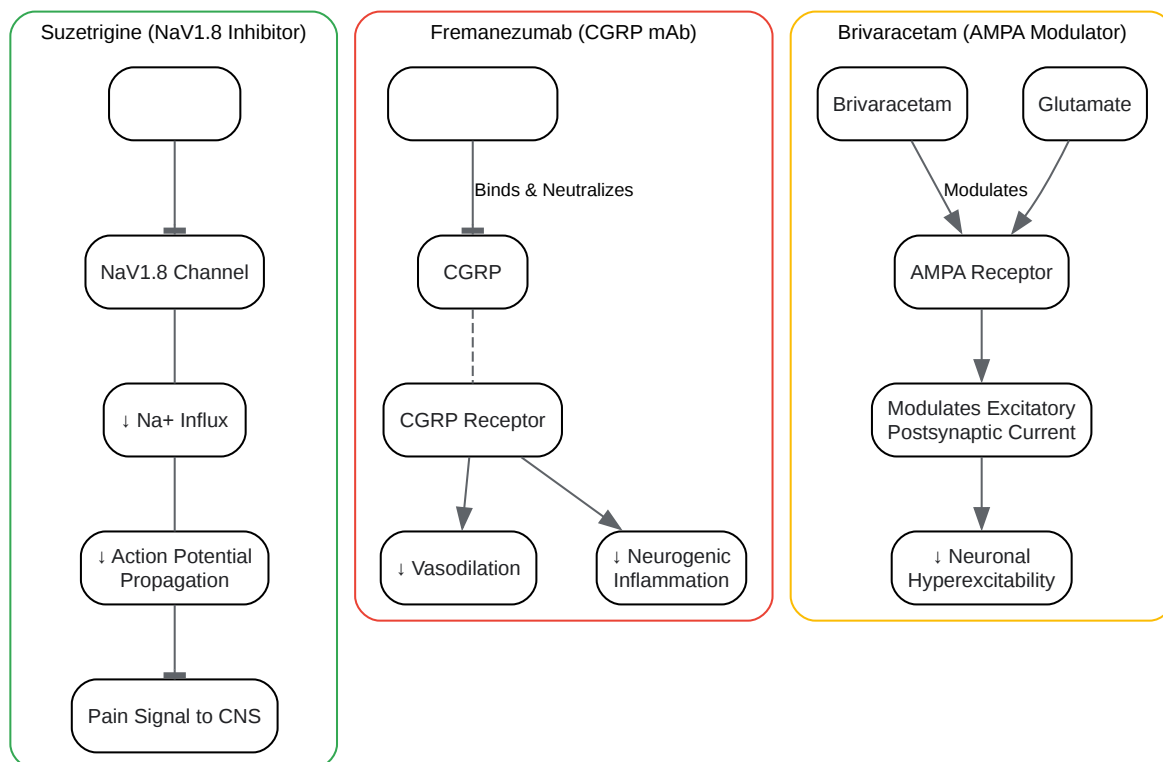 Suzetrigine (NaV1.8 Inhibitor)
NaV1.8 Channel
↓ Na+ Influx
↓ Action Potential
Propagation
Pain Signal to CNS
Fremanezumab (CGRP mAb)
Binds & Neutralizes
CGRP
CGRP Receptor
↓ Vasodilation
↓ Neurogenic
Inflammation
Brivaracetam (AMPA Modulator)
Brivaracetam
Glutamate
Modulates
AMPA Receptor
Modulates Excitatory
Postsynaptic Current
↓ Neuronal
Hyperexcitability